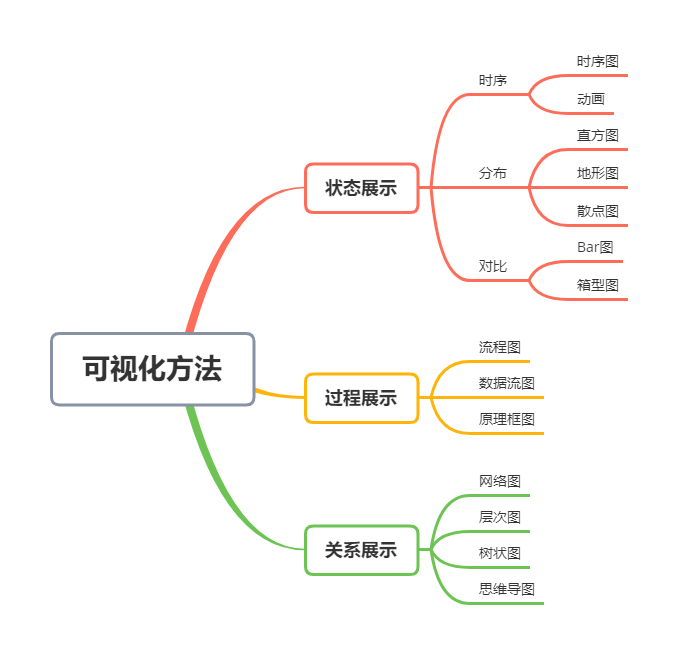 可视化方法
状态展示
时序
时序图
动画
分布
直方图
地形图
散点图
对比
Bar图
箱型图
过程展示
流程图
数据流图
原理框图
关系展示
网络图
层次图
树状图
思维导图